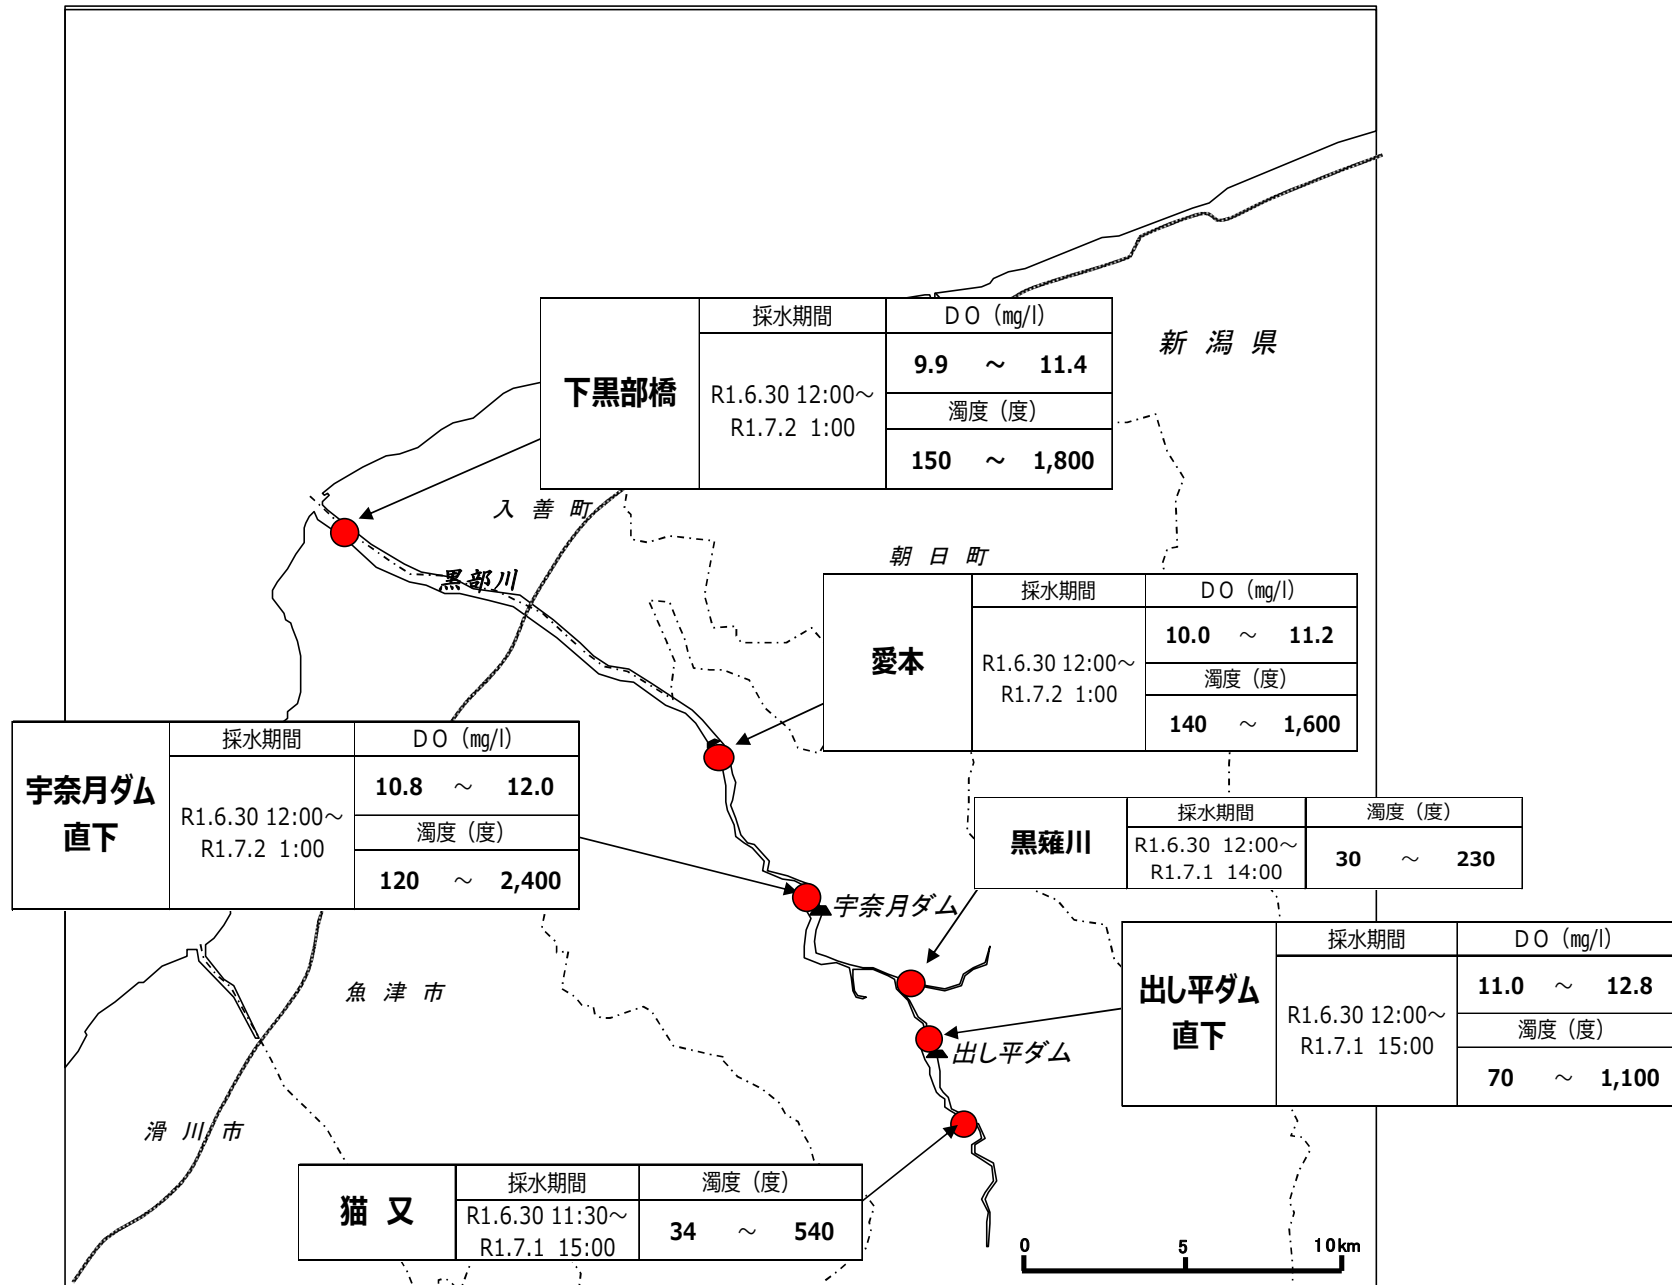 採水期間
DO（mg/l）
下黒部橋
R1.6.30 12:00～
R1.7.2 1:00
9.9 ～ 11.4
濁度（度）
150 ～ 1,800
新潟県
入善町
黒部川
朝日町
採水期間
DO（mg/l）
愛本
R1.6.30 12:00～
R1.7.2 1:00
10.0 ～ 11.2
濁度（度）
140 ～ 1,600
採水期間
DO（mg/l）
宇奈月ダム
直下
R1.6.30 12:00～
R1.7.2 1:00
10.8 ～ 12.0
濁度（度）
120 ～ 2,400
採水期間
濁度（度）
黒薙川
R1.6.30 12:00～
R1.7.1 14:00
30 ～ 230
宇奈月ダム
採水期間
DO（mg/l）
出し平ダム
直下
R1.6.30 12:00～
R1.7.1 15:00
11.0 ～ 12.8
濁度（度）
70 ～ 1,100
魚津市
出し平ダム
滑川市
採水期間
濁度（度）
猫又
R1.6.30 11:30～
R1.7.1 15:00
34 ～ 540
0 5 10km